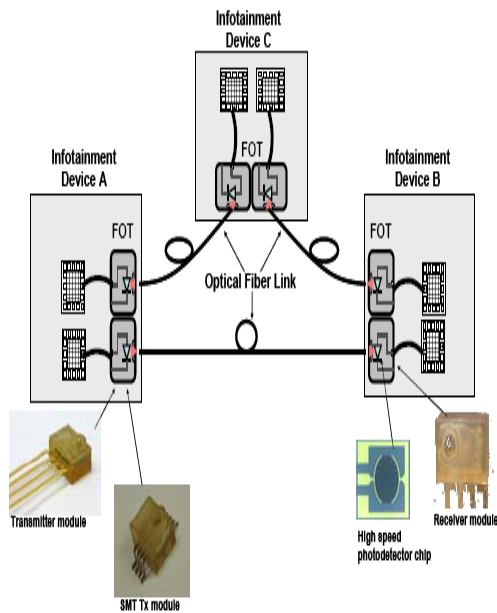 Infotainment
Device C
FOT
Infotainment
Device A
FOT
Infotainment
Device B
FOT
Optical Fiber Link
Transmitter module
SMT Tx module
High speed
photodetector chip
Receiver module